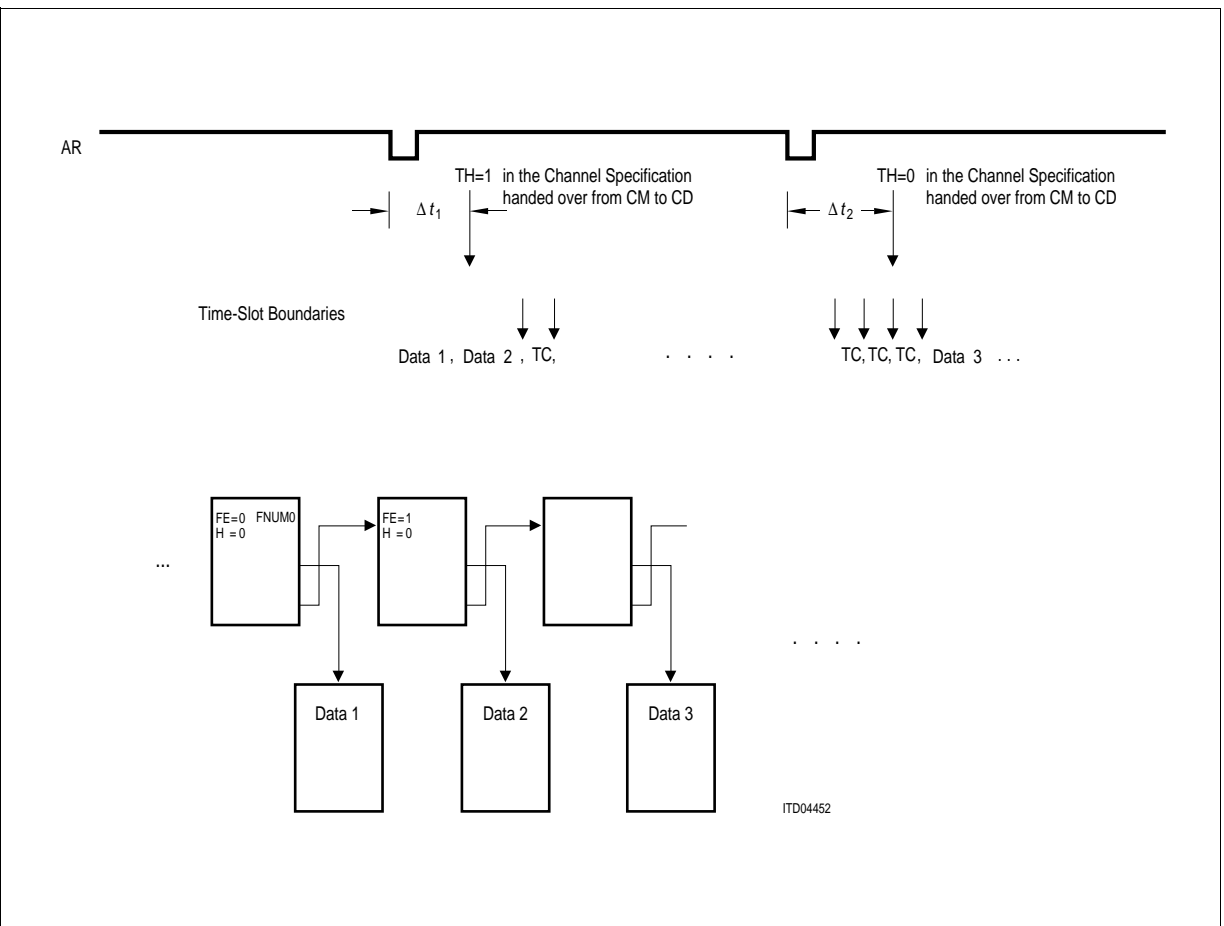 AR
TH=1 in the Channel Specification
handed over from CM to CD
TH=0 in the Channel Specification
handed over from CM to CD
Δt1
Δt2
Time-Slot Boundaries
Data 1, Data 2, TC, . . . . TC, TC, TC, Data 3 ...
FE=0 FNUM0
H =0
FE=1
H =0
...
. . . .
Data 1
Data 2
Data 3
ITD04452